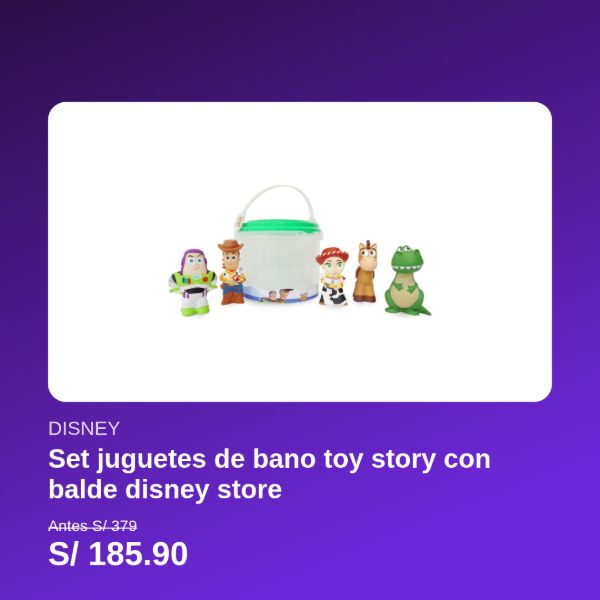 DISNEY
Set juguetes de bano toy story con
balde disney store
Antes S/ 379
S/ 185.90